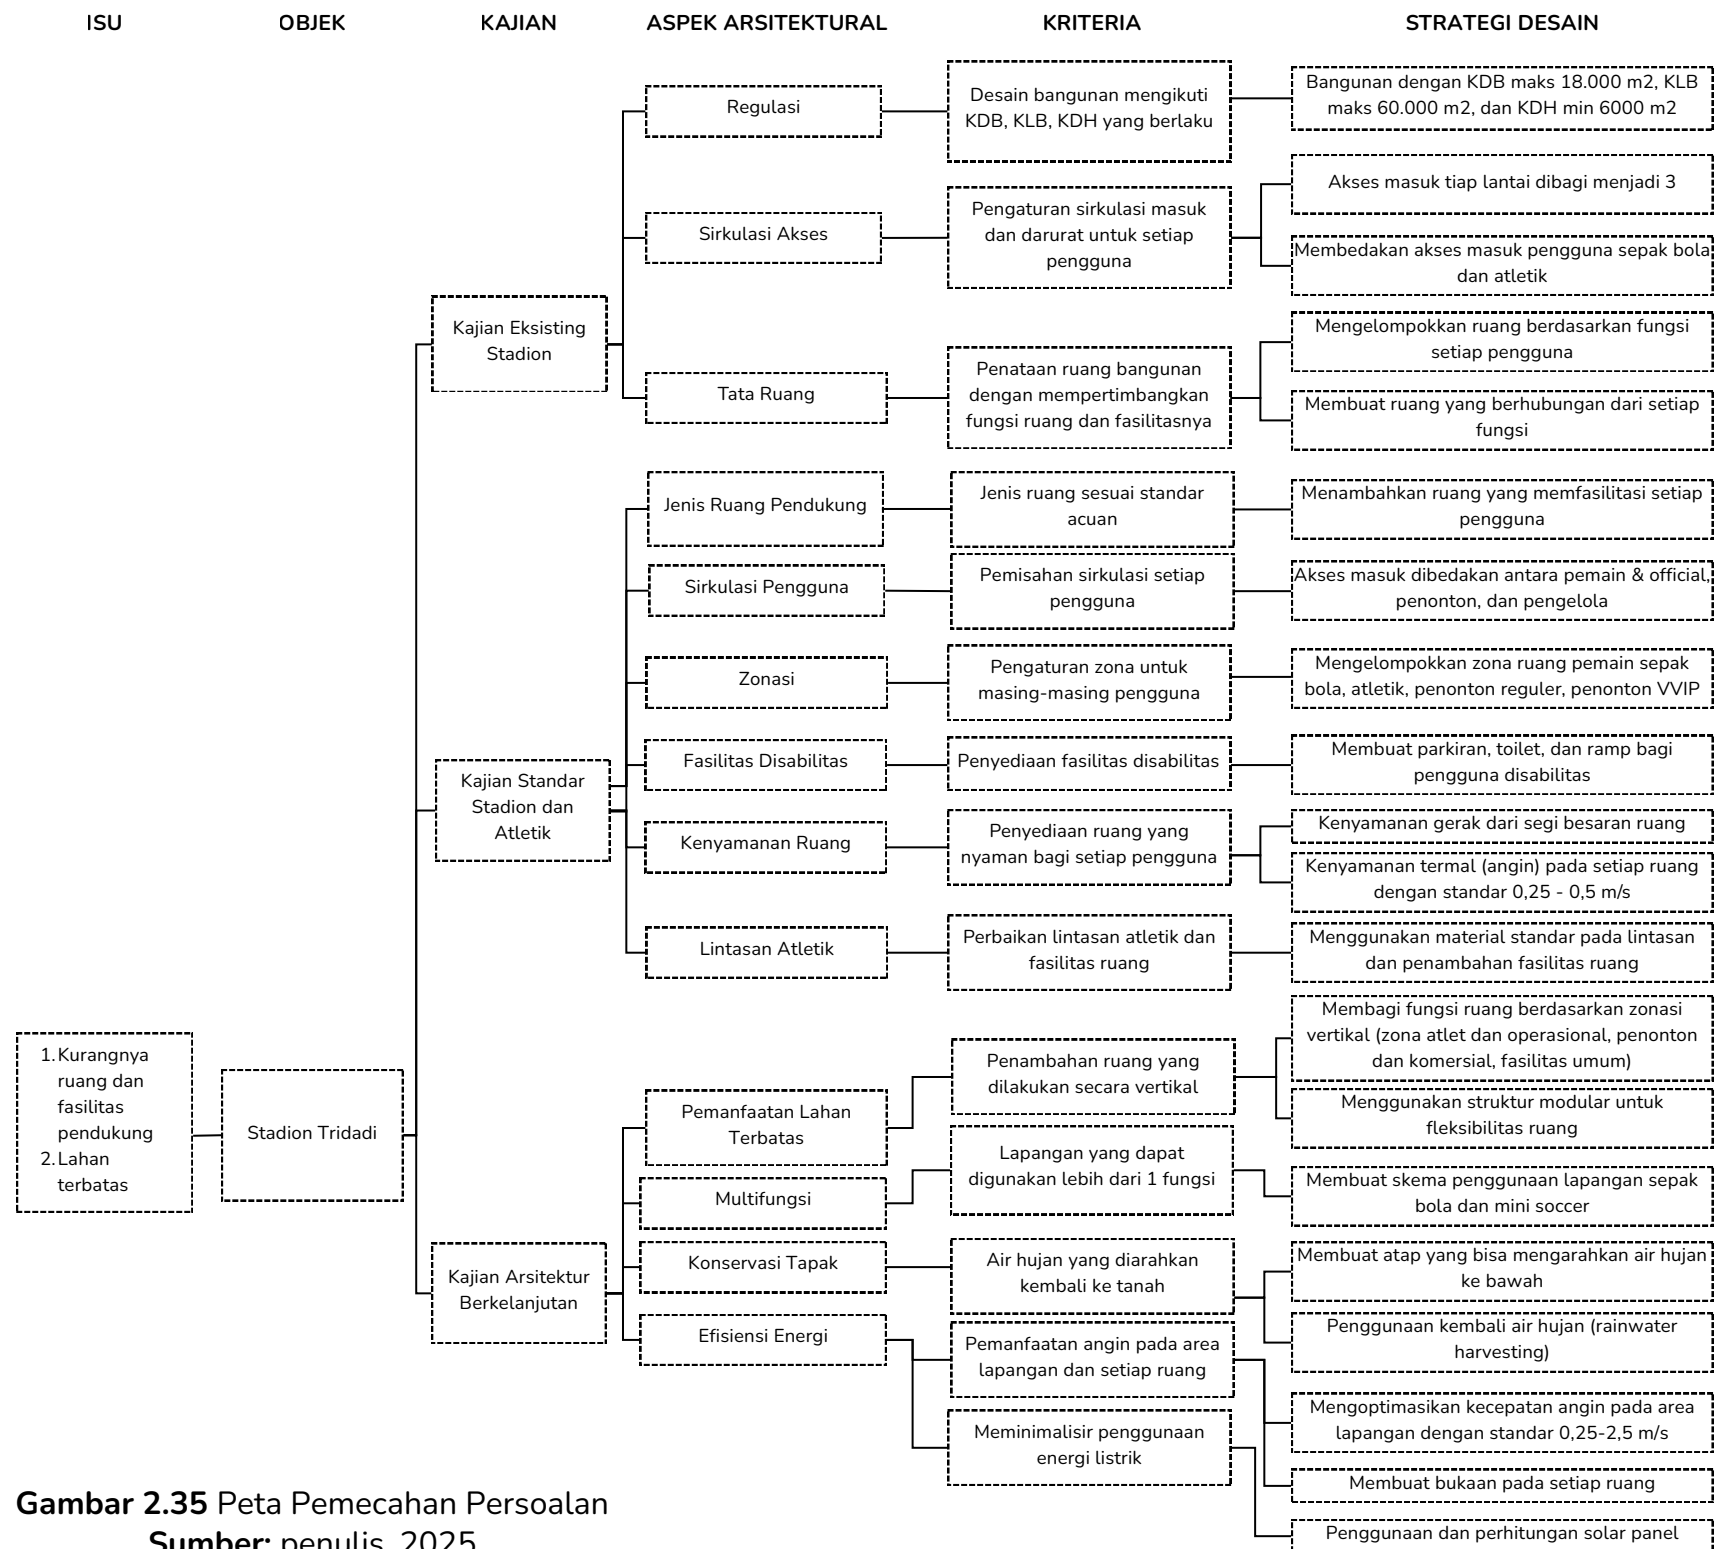 ISU
OBJEK
KAJIAN
ASPEK ARSITEKTURAL
KRITERIA
STRATEGI DESAIN
1. Kurangnya
ruang dan
fasilitas
pendukung
2. Lahan
terbatas
Stadion Tridadi
Kajian Eksisting
Stadion
Regulasi
Desain bangunan mengikuti
KDB, KLB, KDH yang berlaku
Bangunan dengan KDB maks 18.000 m2, KLB
maks 60.000 m2, dan KDH min 6000 m2
Sirkulasi Akses
Pengaturan sirkulasi masuk
dan darurat untuk setiap
pengguna
Akses masuk tiap lantai dibagi menjadi 3
Membedakan akses masuk pengguna sepak bola
dan atletik
Tata Ruang
Penataan ruang bangunan
dengan mempertimbangkan
fungsi ruang dan fasilitasnya
Mengelompokkan ruang berdasarkan fungsi
setiap pengguna
Membuat ruang yang berhubungan dari setiap
fungsi
Kajian Standar
Stadion dan
Atletik
Jenis Ruang Pendukung
Jenis ruang sesuai standar
acuan
Menambahkan ruang yang memfasilitasi setiap
pengguna
Sirkulasi Pengguna
Pemisahan sirkulasi setiap
pengguna
Akses masuk dibedakan antara pemain & official,
penonton, dan pengelola
Zonasi
Pengaturan zona untuk
masing-masing pengguna
Mengelompokkan zona ruang pemain sepak
bola, atletik, penonton reguler, penonton VVIP
Fasilitas Disabilitas
Penyediaan fasilitas disabilitas
Membuat parkiran, toilet, dan ramp bagi
pengguna disabilitas
Kenyamanan Ruang
Penyediaan ruang yang
nyaman bagi setiap pengguna
Kenyamanan gerak dari segi besaran ruang
Kenyamanan termal (angin) pada setiap ruang
dengan standar 0,25 - 0,5 m/s
Lintasan Atletik
Perbaikan lintasan atletik dan
fasilitas ruang
Menggunakan material standar pada lintasan
dan penambahan fasilitas ruang
Kajian Arsitektur
Berkelanjutan
Pemanfaatan Lahan
Terbatas
Penambahan ruang yang
dilakukan secara vertikal
Membagi fungsi ruang berdasarkan zonasi
vertikal (zona atlet dan operasional, penonton
dan komersial, fasilitas umum)
Menggunakan struktur modular untuk
fleksibilitas ruang
Multifungsi
Lapangan yang dapat
digunakan lebih dari 1 fungsi
Membuat skema penggunaan lapangan sepak
bola dan mini soccer
Konservasi Tapak
Air hujan yang diarahkan
kembali ke tanah
Membuat atap yang bisa mengarahkan air hujan
ke bawah
Penggunaan kembali air hujan (rainwater
harvesting)
Efisiensi Energi
Pemanfaatan angin pada area
lapangan dan setiap ruang
Mengoptimasikan kecepatan angin pada area
lapangan dengan standar 0,25-2,5 m/s
Membuat bukaan pada setiap ruang
Meminimalisir penggunaan
energi listrik
Penggunaan dan perhitungan solar panel
Gambar 2.35 Peta Pemecahan Persoalan
Sumber: penulis, 2025